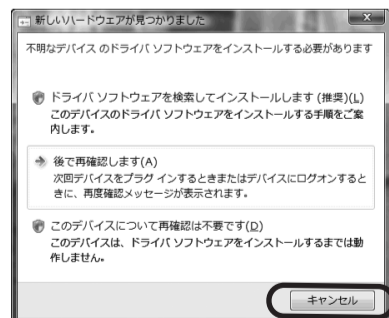 新しいハードウェアが見つかりました
不明なデバイス のドライバ ソフトウェアをインストールする必要があります
ドライバ ソフトウェアを検索してインストールします (推奨)(L)
このデバイスのドライバ ソフトウェアをインストールする手順をご案
内します。
後で再確認します(A)
次回デバイスをプラグ インするときまたはデバイスにログオンすると
きに、再度確認メッセージが表示されます。
このデバイスについて再確認は不要です(D)
このデバイスは、ドライバ ソフトウェアをインストールするまでは動
作しません。
キャンセル